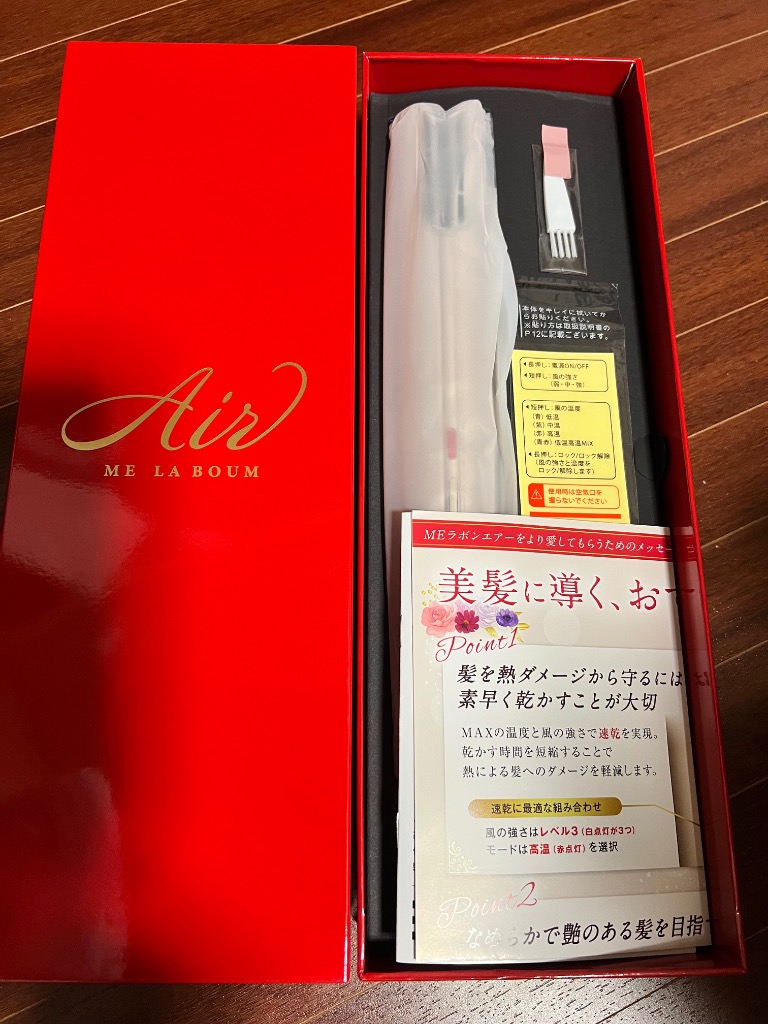 Air
ME LA BOUM
本体をキレイに拭いてか
らお貼りください。
※貼り方は取扱説明書の
P12に記載ございます。
長押し：電源ON/OFF
短押し：風の強さ
（弱・中・強）
短押し：風の温度
（青）低温
（紫）中温
（赤）高温
（青赤）低温高温MIX
長押し：ロック/ロック解除
（風の強さと温度を
ロック/解除します）
使用時は空気口を
握らないでください
MEラボンエアーをより愛してもらうためのメッセー
美髪に導く、おす
Point1
髪を熱ダメージから守るには
素早く乾かすことが大切
MAXの温度と風の強さで速乾を実現。
乾かす時間を短縮することで
熱による髪へのダメージを軽減します。
速乾に最適な組み合わせ
風の強さはレベル3（白点灯が3つ）
モードは高温（赤点灯）を選択
Point2
なめらかで艶のある髪を目指す